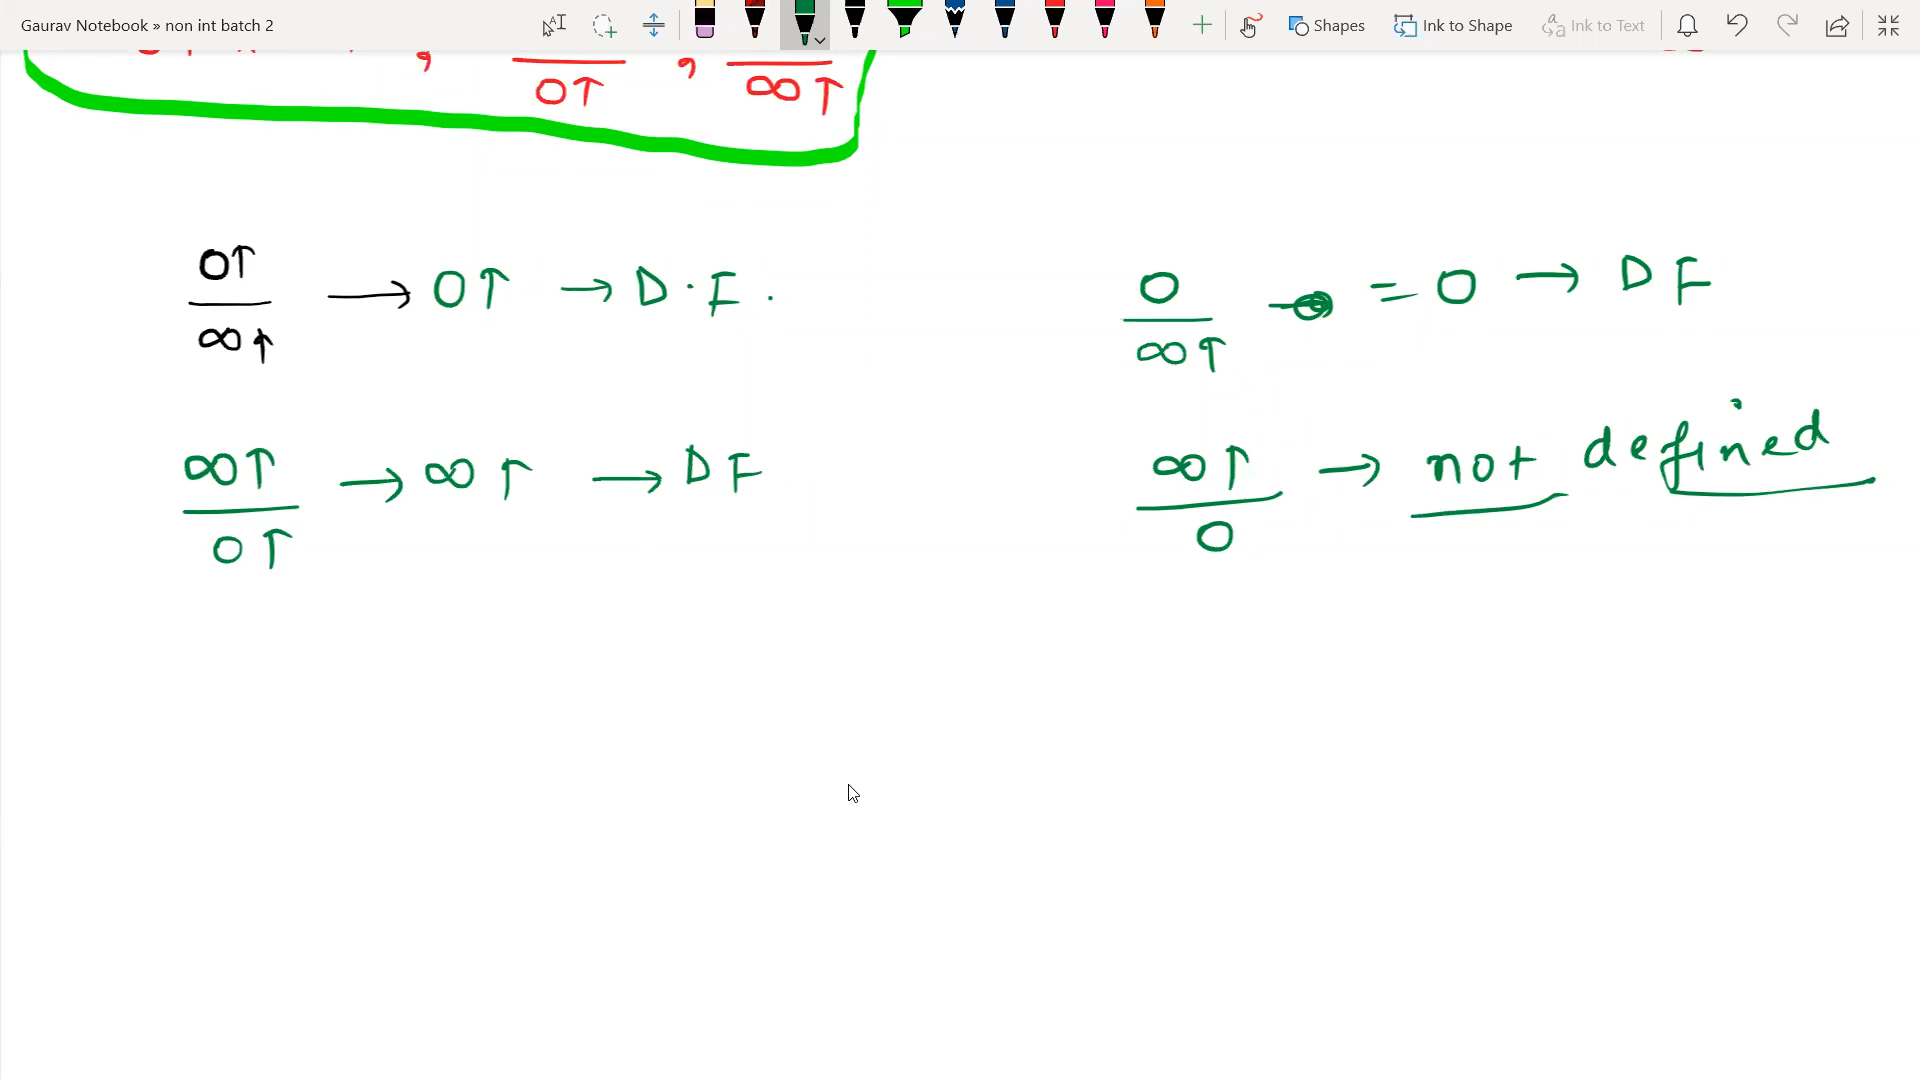 Gaurav Notebook » non int batch 2
Shapes
Ink to Shape
Ink to Text
0↑ , ∞↑
0↑ → 0↑ → D.F.
∞↑
0 = 0 → DF
∞↑
∞↑ → ∞↑ → DF
0↑
∞↑ → not defined
0